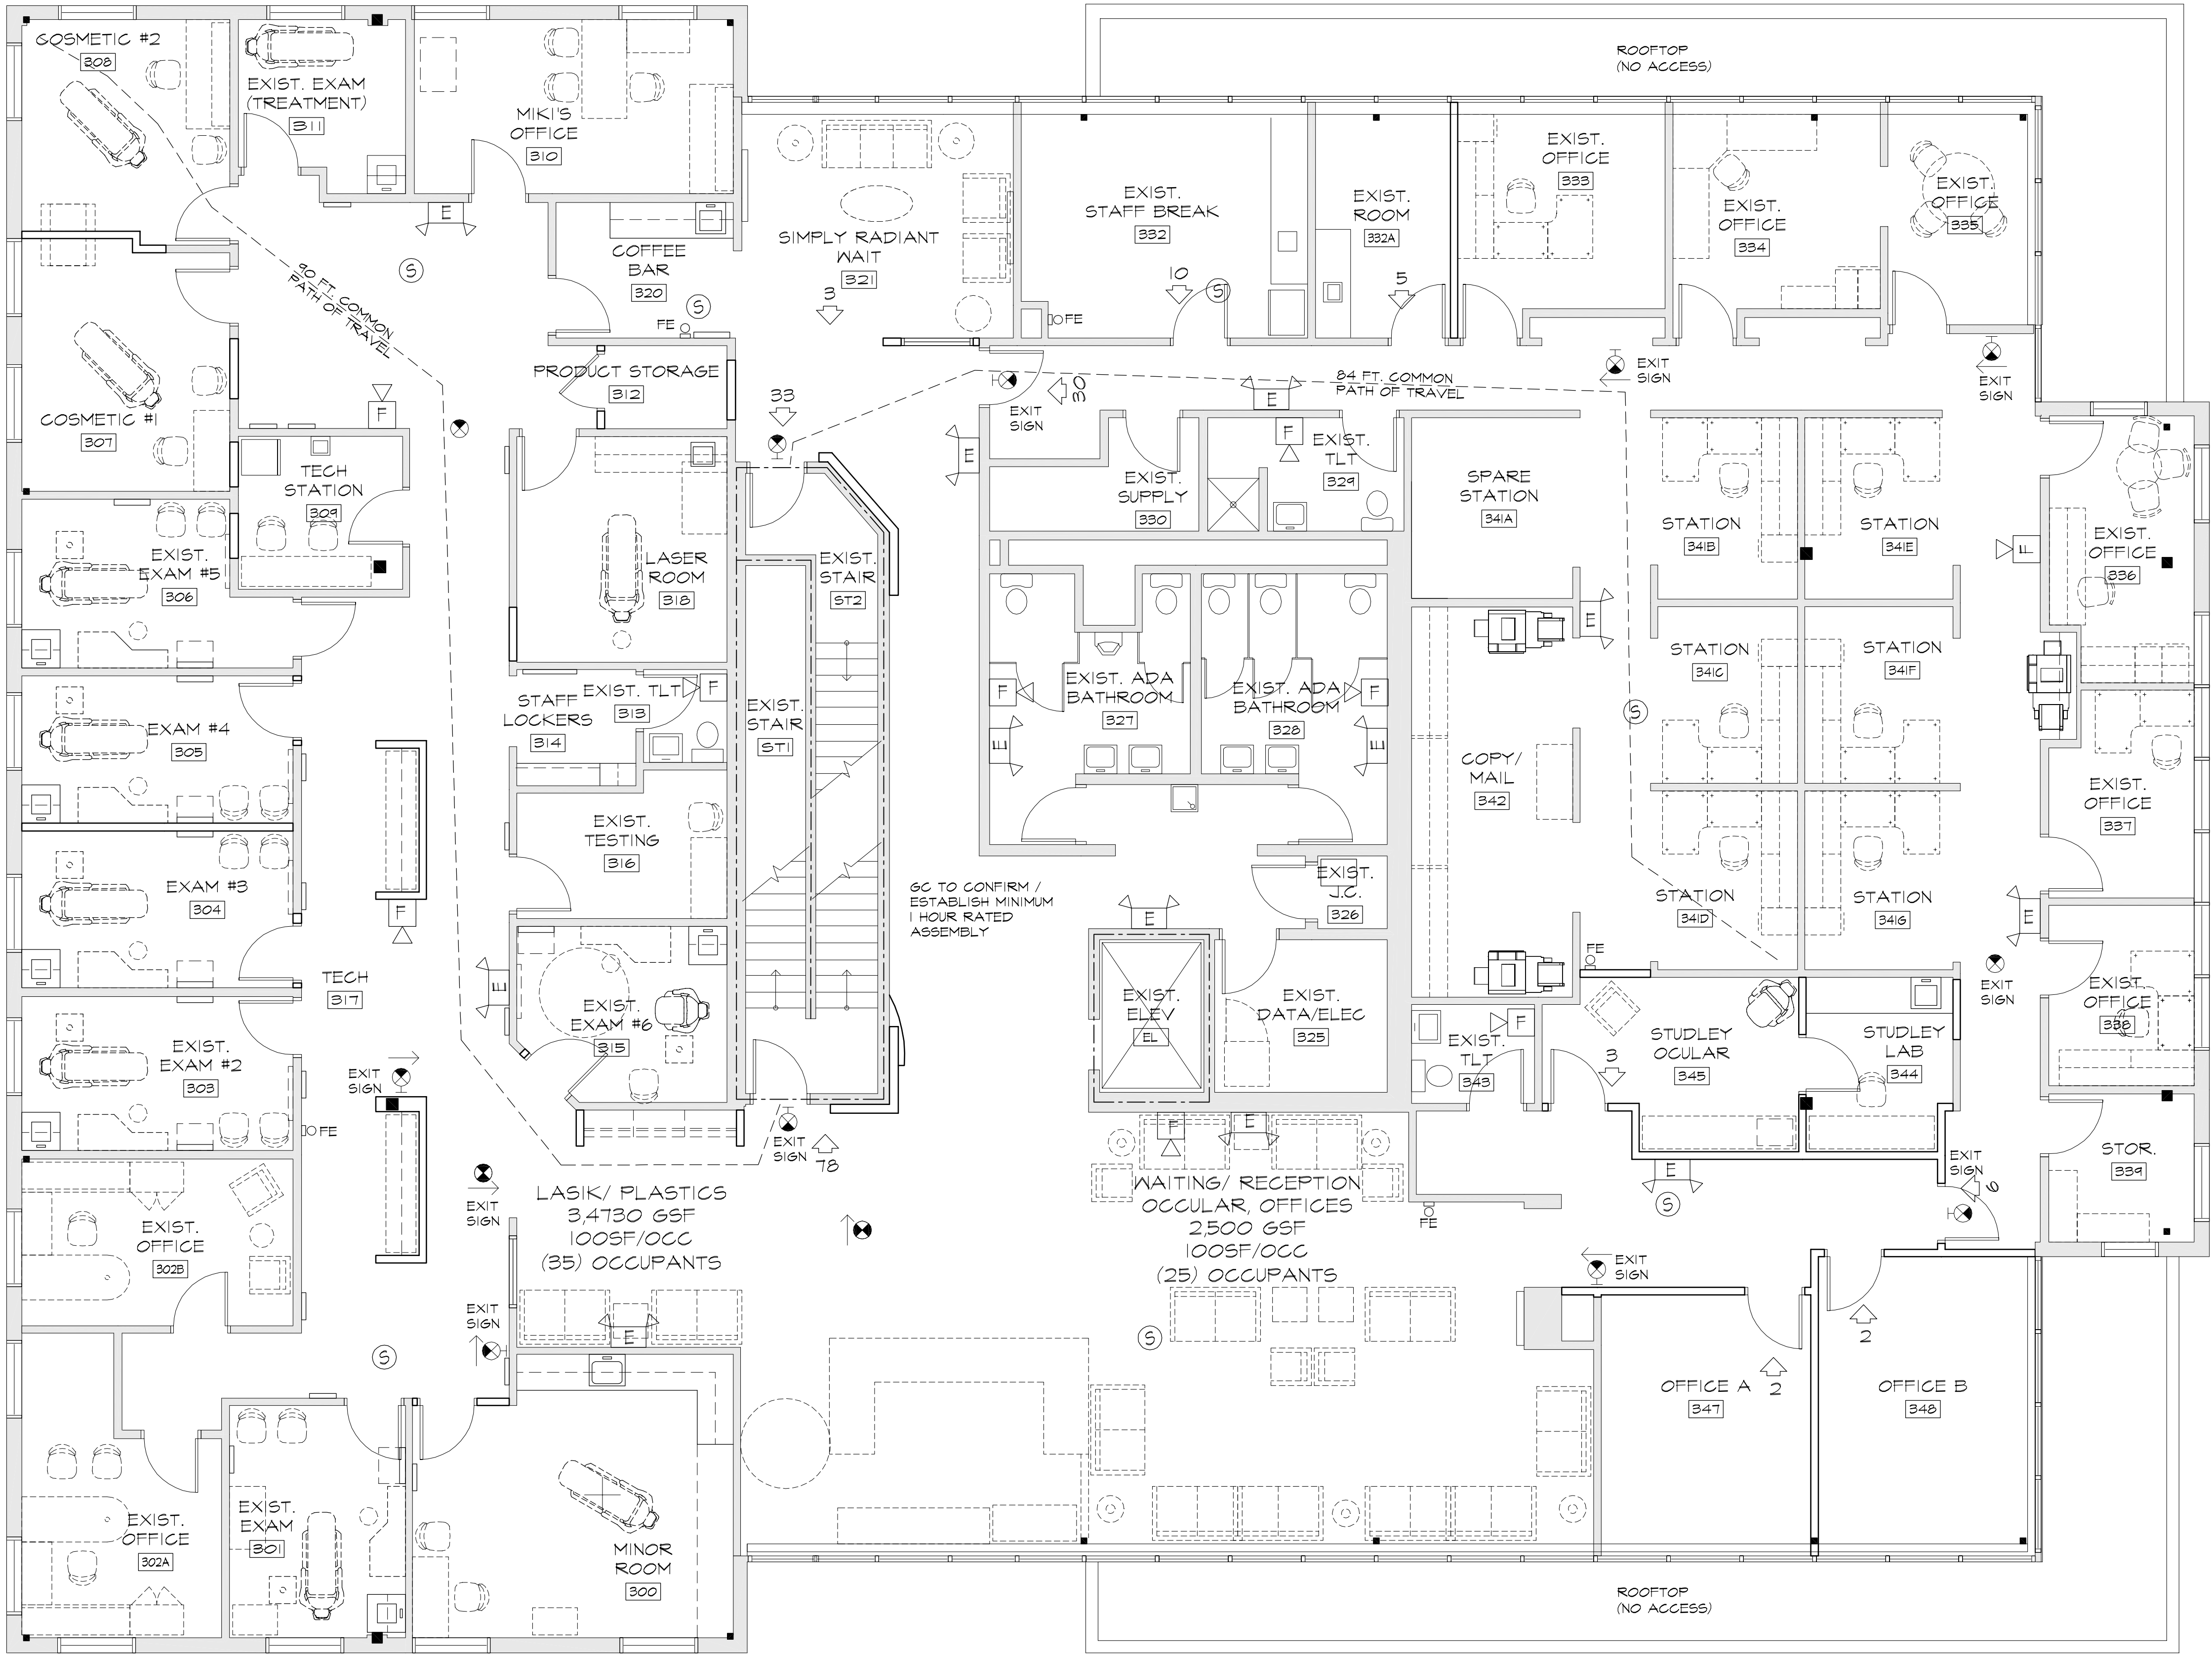 COSMETIC #2
308
EXIST. EXAM
(TREATMENT)
311
MIKI'S
OFFICE
310
ROOFTOP
(NO ACCESS)
E
S
COFFEE
BAR
320
S
FE
SIMPLY RADIANT
WAIT
321
3
EXIST.
STAFF BREAK
332
10
S
FE
EXIST.
ROOM
332A
5
EXIST.
OFFICE
333
EXIST.
OFFICE
334
EXIST.
OFFICE
335
90 FT. COMMON
PATH OF TRAVEL
COSMETIC #1
307
F
PRODUCT STORAGE
312
33
EXIT
SIGN
30
E
84 FT. COMMON
PATH OF TRAVEL
EXIT
SIGN
EXIT
SIGN
TECH
STATION
309
E
F
EXIST.
TLT
329
EXIST.
SUPPLY
330
SPARE
STATION
341A
STATION
341B
STATION
341E
EXIST.
OFFICE
336
F
EXIST.
EXAM #5
306
LASER
ROOM
318
EXIST.
STAIR
ST2
E
EXAM #4
305
STAFF
LOCKERS
314
EXIST. TLT
313
F
EXIST.
STAIR
ST1
F
E
EXIST. ADA
BATHROOM
327
EXIST. ADA
BATHROOM
328
F
E
STATION
341C
STATION
341F
S
COPY/
MAIL
342
EXIST.
OFFICE
337
EXIST.
TESTING
316
EXAM #3
304
F
GC TO CONFIRM /
ESTABLISH MINIMUM
1 HOUR RATED
ASSEMBLY
EXIST.
J.C.
326
E
STATION
341D
STATION
341G
E
FE
EXIT
SIGN
TECH
317
E
EXIST.
EXAM #6
315
EXIST.
ELEV
EL
EXIST.
DATA/ELEC
325
EXIST.
OFFICE
338
EXIST.
EXAM #2
303
EXIT
SIGN
FE
F
EXIST.
TLT
343
3
STUDLEY
OCULAR
345
STUDLEY
LAB
344
EXIT
SIGN
78
F
E
E
S
EXIT
SIGN
6
STOR.
339
EXIT
SIGN
LASIK/ PLASTICS
3,4730 GSF
100SF/OCC
(35) OCCUPANTS
WAITING/ RECEPTION
OCCULAR, OFFICES
2,500 GSF
100SF/OCC
(25) OCCUPANTS
FE
EXIST.
OFFICE
302B
EXIT
SIGN
EXIT
SIGN
E
S
S
2
OFFICE A
347
2
OFFICE B
348
EXIST.
OFFICE
302A
EXIST.
EXAM
301
MINOR
ROOM
300
ROOFTOP
(NO ACCESS)